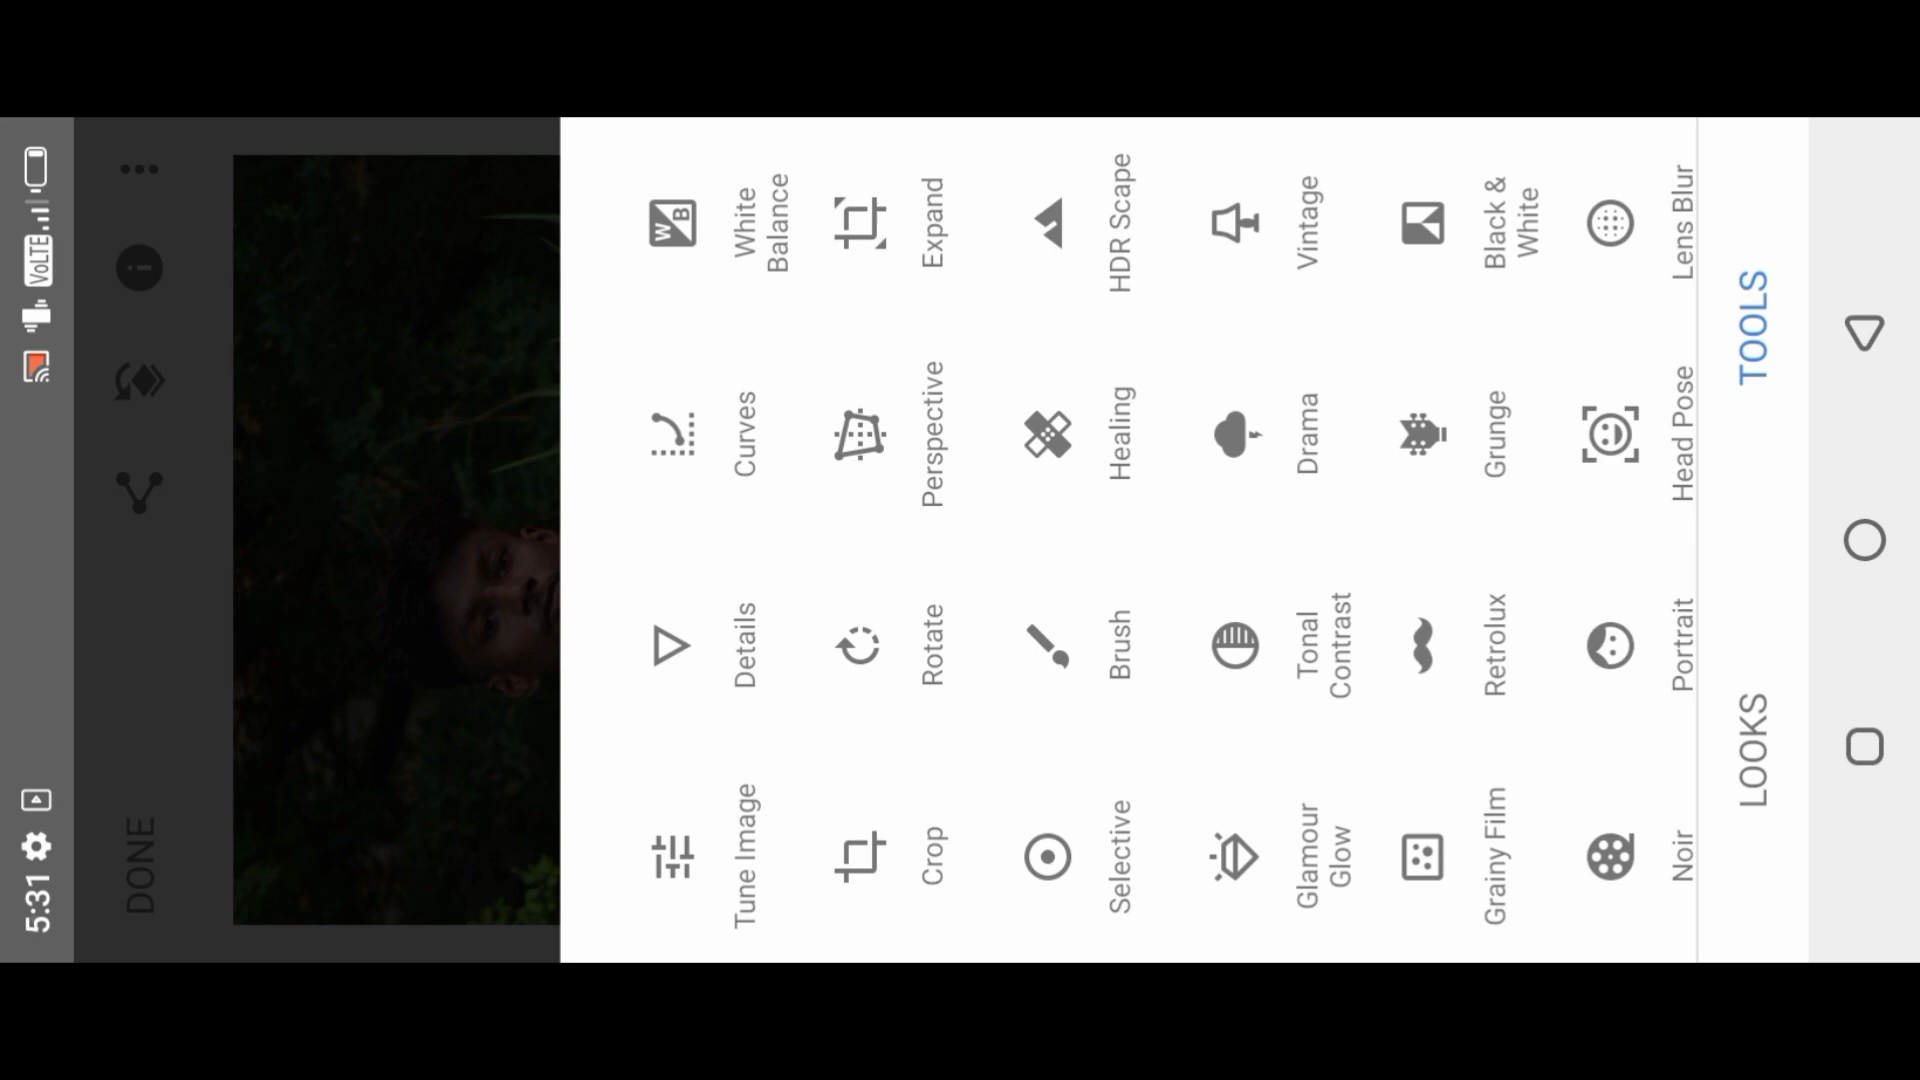 5:31
VoLTE
DONE
Tune Image
Details
Curves
White
Balance
Crop
Rotate
Perspective
Expand
Selective
Brush
Healing
HDR Scape
Glamour
Glow
Tonal
Contrast
Drama
Vintage
Grainy Film
Retrolux
Grunge
Black &
White
Noir
Portrait
Head Pose
Lens Blur
LOOKS
TOOLS